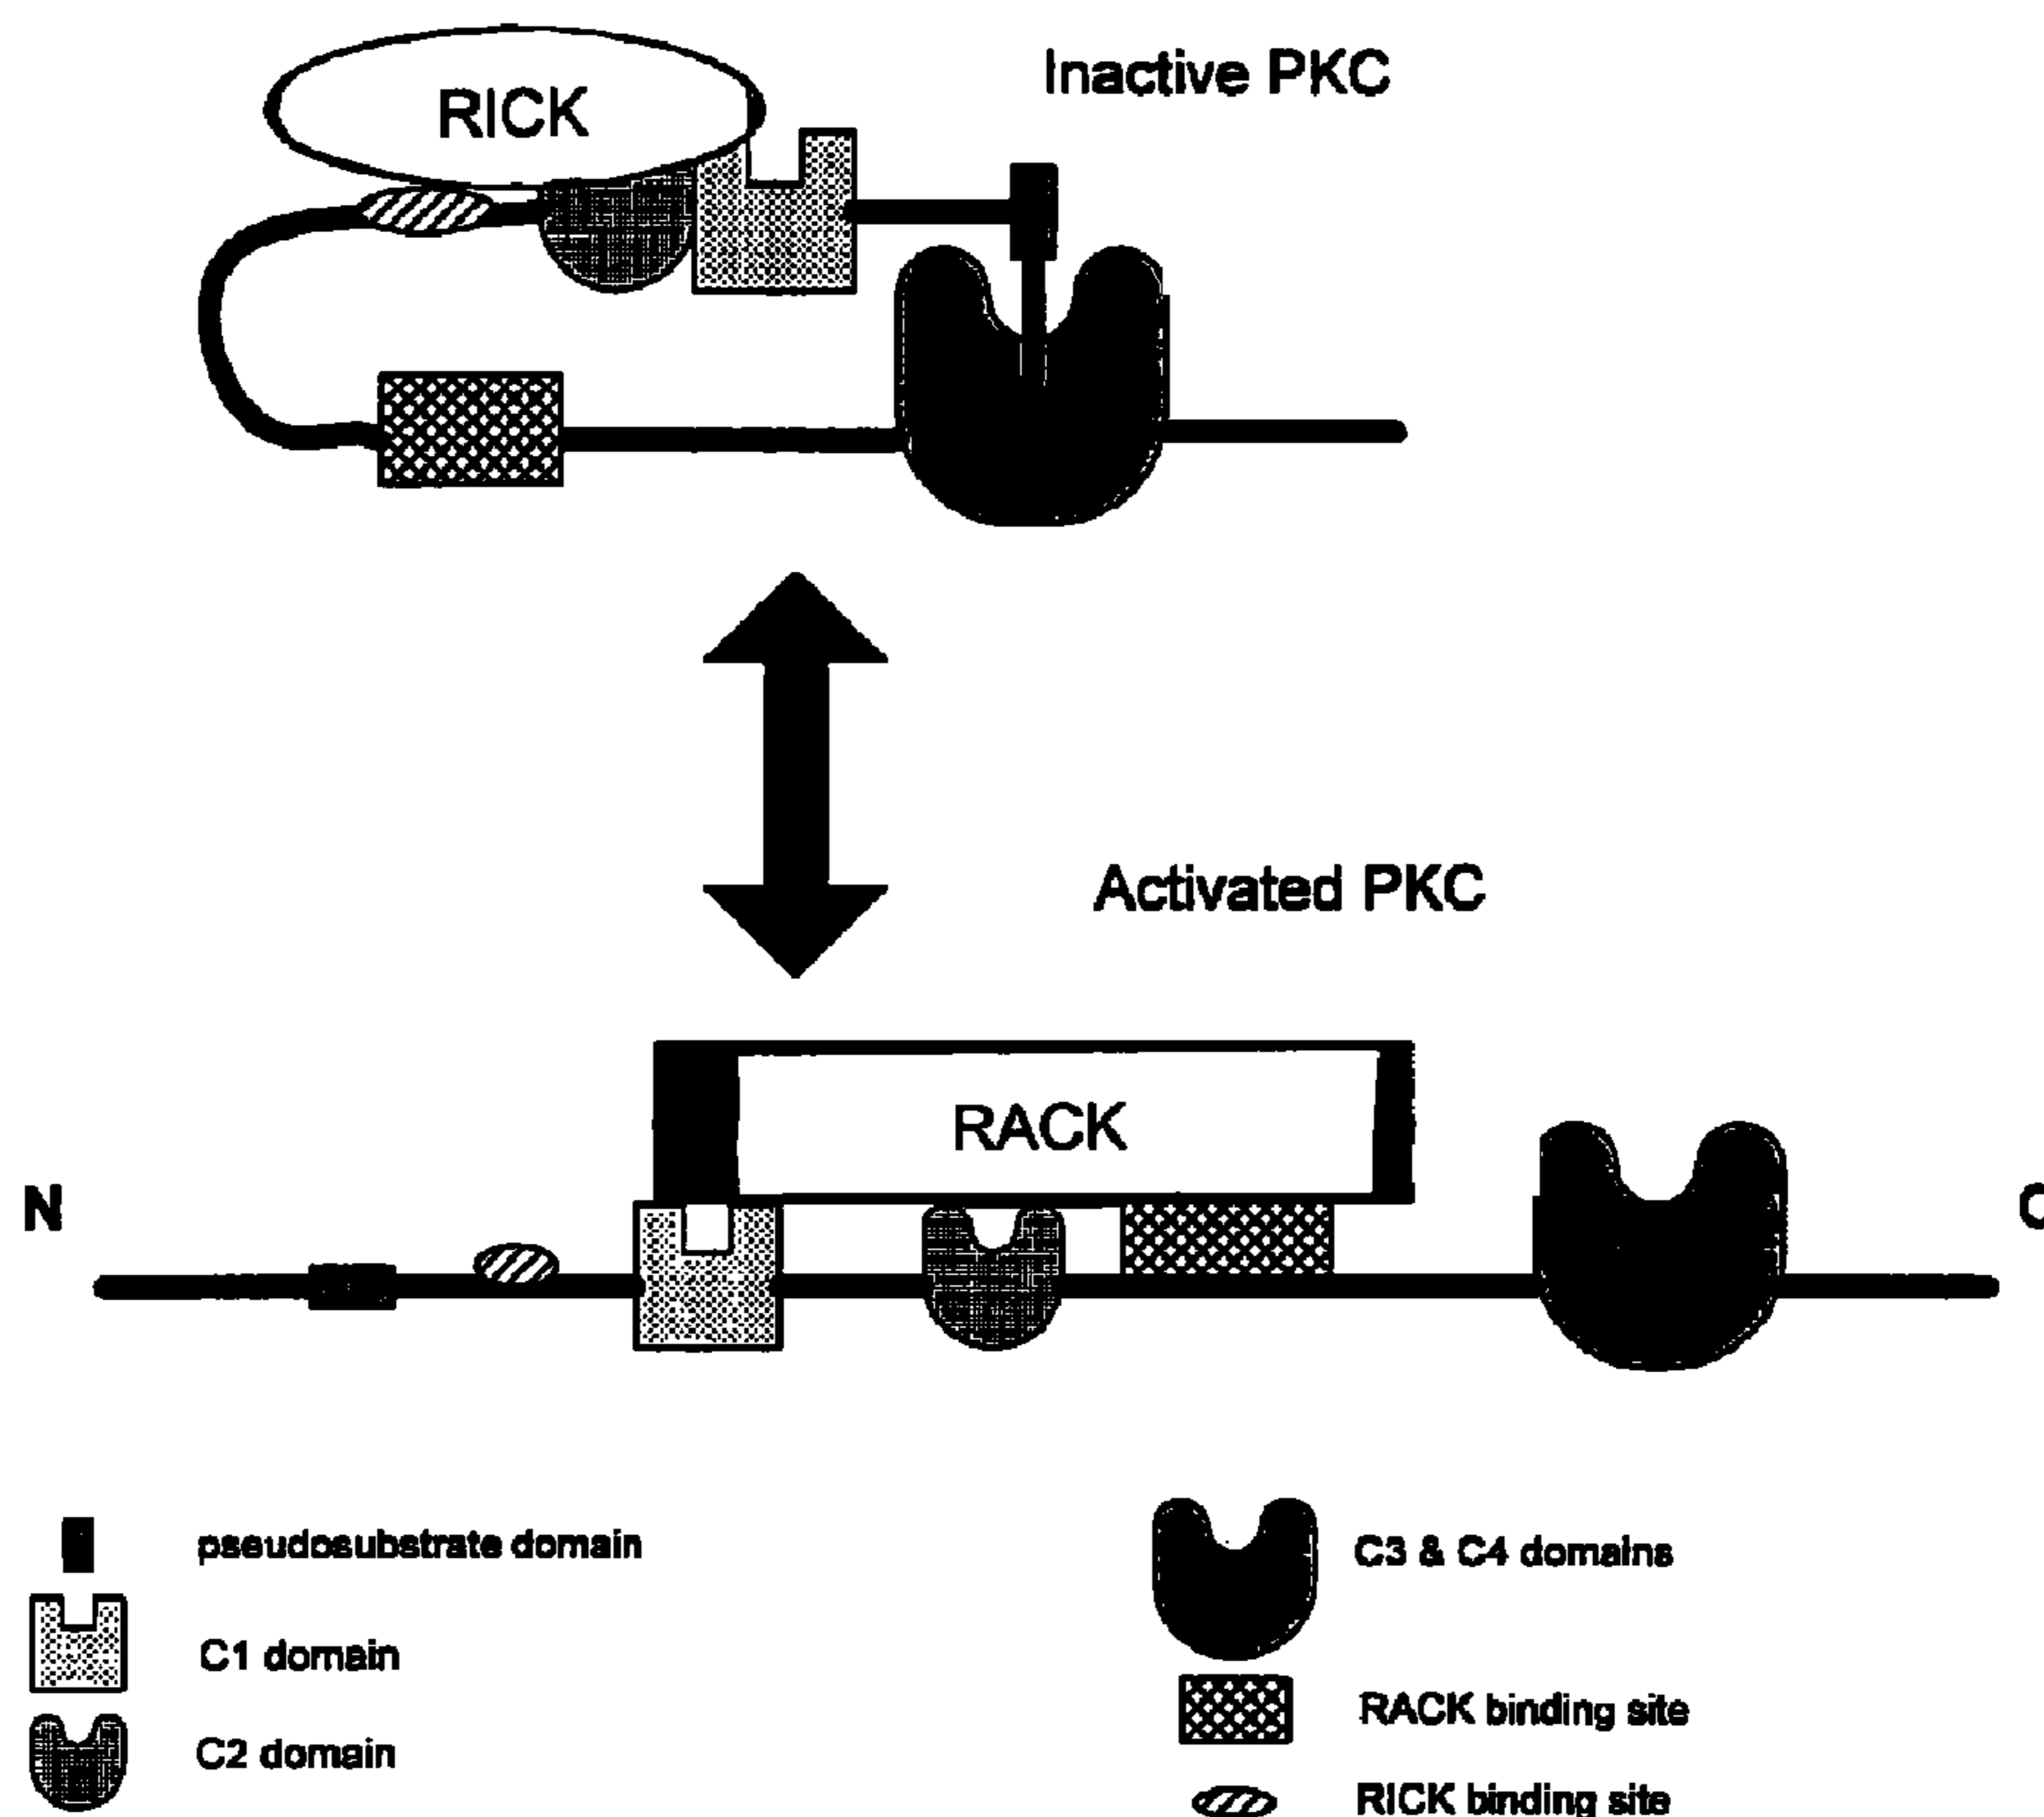 RICK
Inactive PKC
Activated PKC
RACK
N
C
pseudosubstrate domain
C3 & C4 domains
C1 domain
RACK binding site
C2 domain
RICK binding site